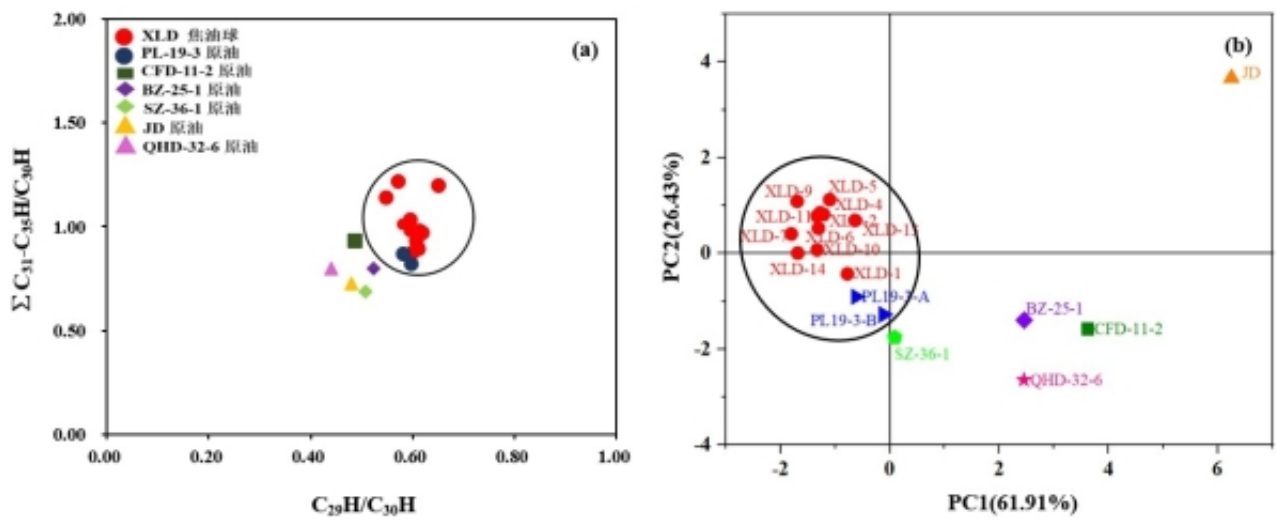 2.00
1.50
1.00
0.50
0.00
0.00
0.20
0.40
0.60
0.80
1.00
∑ C₃₁-C₃₅H/C₃₀H
C₂₉H/C₃₀H
(a)
XLD 焦油球
PL-19-3 原油
CFD-11-2 原油
BZ-25-1 原油
SZ-36-1 原油
JD 原油
QHD-32-6 原油
(b)
4
2
0
-2
-4
-2
0
2
4
6
PC2(26.43%)
PC1(61.91%)
JD
XLD-5
XLD-9
XLD-4
XLD-11
XLD-2
XLD-6
XLD-7
XLD-10
XLD-14
XLD-1
PL19-3-A
PL19-3-B
SZ-36-1
BZ-25-1
CFD-11-2
QHD-32-6